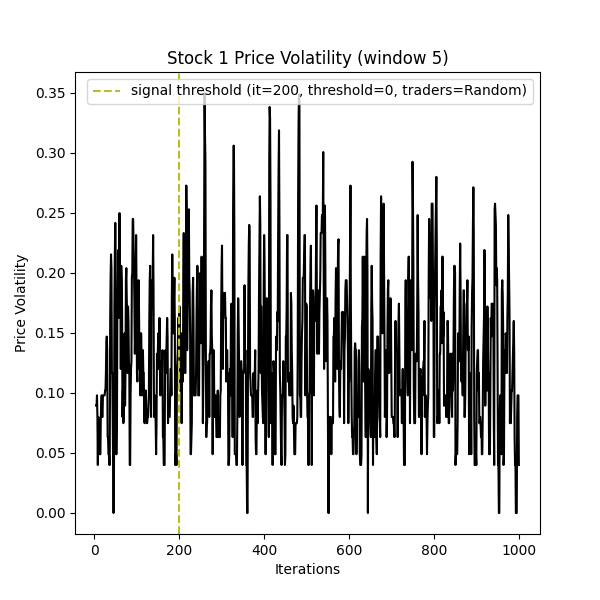 Stock 1 Price Volatility (window 5)
signal threshold (it=200, threshold=0, traders=Random)
0.35
0.30
0.25
0.20
0.15
0.10
0.05
0.00
Price Volatility
0 200 400 600 800 1000
Iterations